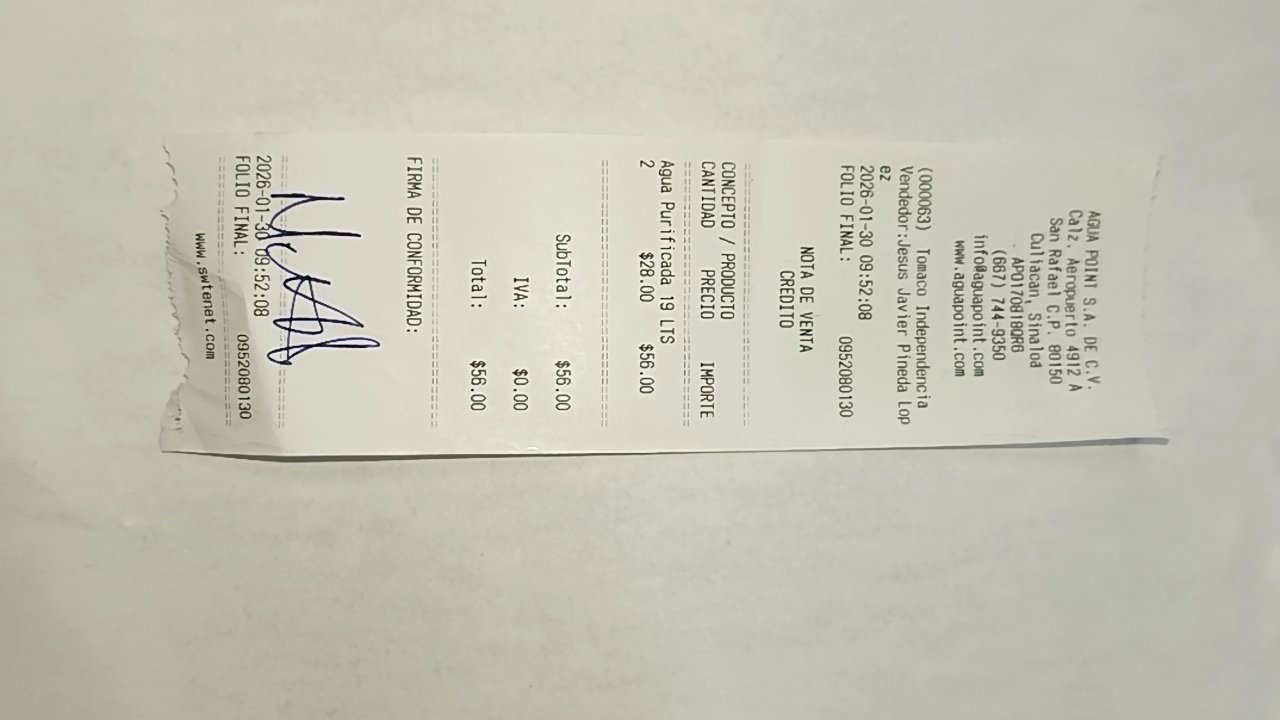 AGUA POINT S.A. DE C.V.
Calz. Aeropuerto 4912 A
San Rafael C.P. 80150
Culiacan, Sinaloa
. APO170818QR6
(667) 744-9350
info@aguapoint.com
www.aguapoint.com
(000063) Tomaco Independencia
Vendedor:Jesus Javier Pineda Lop
ez
2026-01-30 09:52:08
FOLIO FINAL: 0952080130
NOTA DE VENTA
CREDITO
CONCEPTO / PRODUCTO
CANTIDAD PRECIO IMPORTE
Agua Purificada 19 LTS
2 $28.00 $56.00
SubTotal: $56.00
IVA: $0.00
Total: $56.00
FIRMA DE CONFORMIDAD:
2026-01-30 09:52:08
FOLIO FINAL: 0952080130
www.swtenet.com